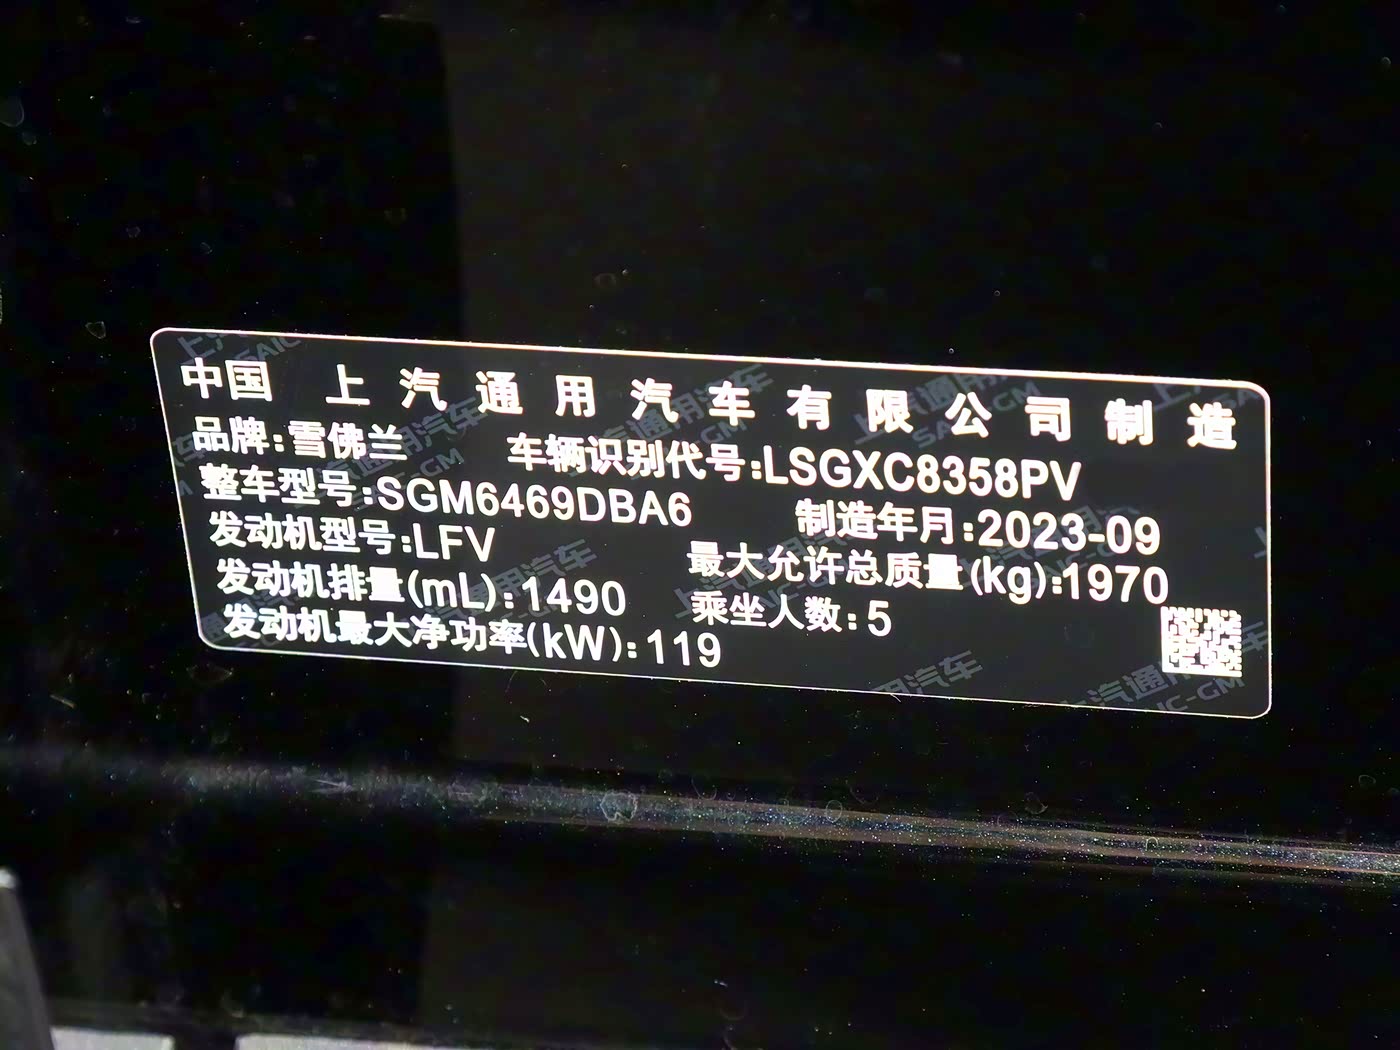 中国 上汽通用汽车有限公司制造
品牌:雪佛兰 车辆识别代号:LSGXC8358PV
整车型号:SGM6469DBA6 制造年月:2023-09
发动机型号:LFV 最大允许总质量(kg):1970
发动机排量(mL):1490 乘坐人数:5
发动机最大净功率(kW):119